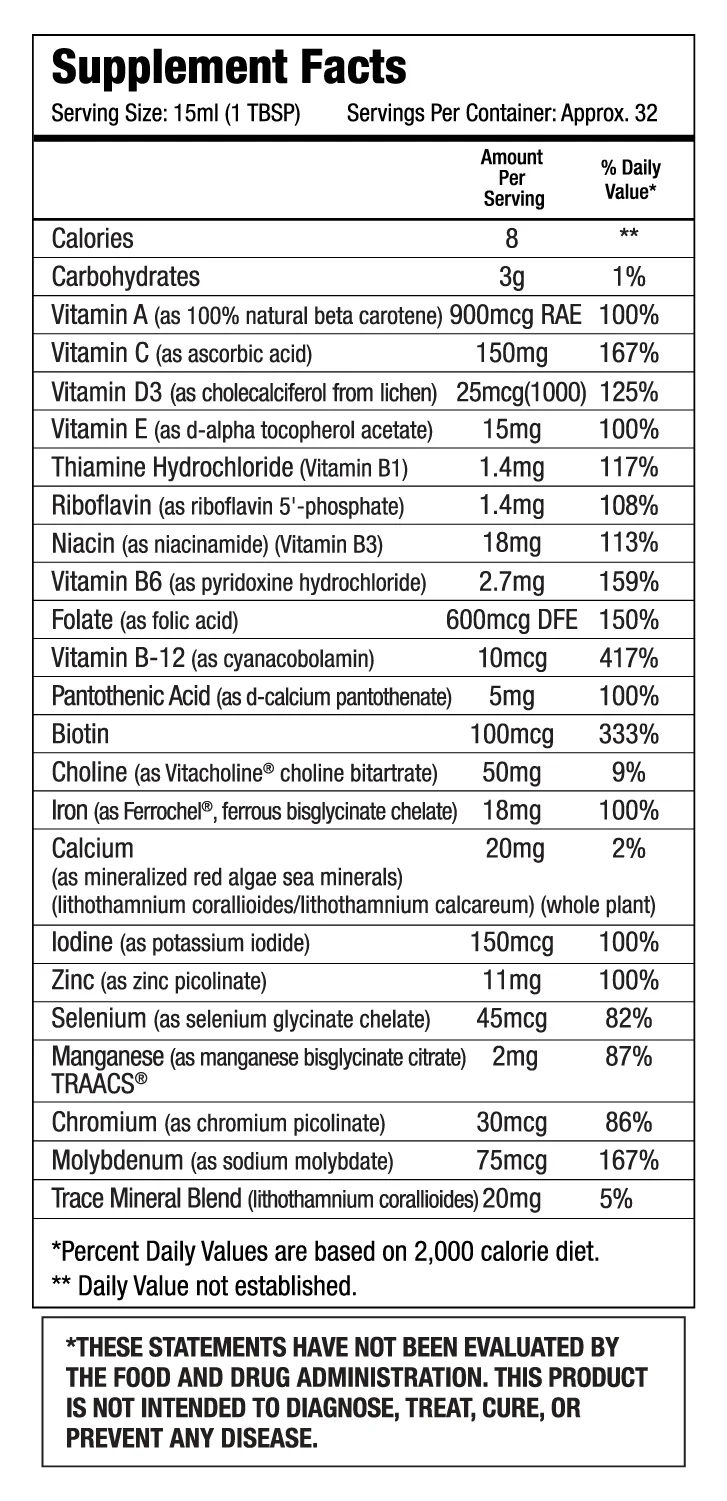 Supplement Facts
Serving Size: 15ml (1 TBSP) Servings Per Container: Approx. 32
Amount Per Serving % Daily Value*
Calories 8 **
Carbohydrates 3g 1%
Vitamin A (as 100% natural beta carotene) 900mcg RAE 100%
Vitamin C (as ascorbic acid) 150mg 167%
Vitamin D3 (as cholecalciferol from lichen) 25mcg(1000) 125%
Vitamin E (as d-alpha tocopherol acetate) 15mg 100%
Thiamine Hydrochloride (Vitamin B1) 1.4mg 117%
Riboflavin (as riboflavin 5'-phosphate) 1.4mg 108%
Niacin (as niacinamide) (Vitamin B3) 18mg 113%
Vitamin B6 (as pyridoxine hydrochloride) 2.7mg 159%
Folate (as folic acid) 600mcg DFE 150%
Vitamin B-12 (as cyanacobolamin) 10mcg 417%
Pantothenic Acid (as d-calcium pantothenate) 5mg 100%
Biotin 100mcg 333%
Choline (as Vitacholine® choline bitartrate) 50mg 9%
Iron (as Ferrochel®, ferrous bisglycinate chelate) 18mg 100%
Calcium 20mg 2%
(as mineralized red algae sea minerals)
(lithothamnium corallioides/lithothamnium calcareum) (whole plant)
Iodine (as potassium iodide) 150mcg 100%
Zinc (as zinc picolinate) 11mg 100%
Selenium (as selenium glycinate chelate) 45mcg 82%
Manganese (as manganese bisglycinate citrate) 2mg 87%
TRAACS®
Chromium (as chromium picolinate) 30mcg 86%
Molybdenum (as sodium molybdate) 75mcg 167%
Trace Mineral Blend (lithothamnium corallioides) 20mg 5%
*Percent Daily Values are based on 2,000 calorie diet.
** Daily Value not established.
*THESE STATEMENTS HAVE NOT BEEN EVALUATED BY
THE FOOD AND DRUG ADMINISTRATION. THIS PRODUCT
IS NOT INTENDED TO DIAGNOSE, TREAT, CURE, OR
PREVENT ANY DISEASE.